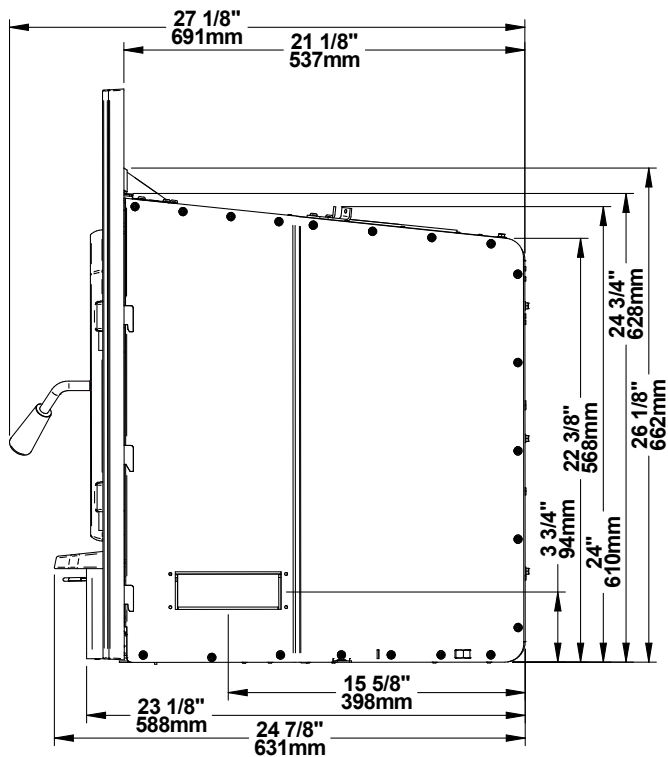 27 1/8"
691mm
21 1/8"
537mm
24 3/4"
628mm
26 1/8"
662mm
22 3/8"
568mm
3 3/4"
94mm
24"
610mm
15 5/8"
398mm
23 1/8"
588mm
24 7/8"
631mm